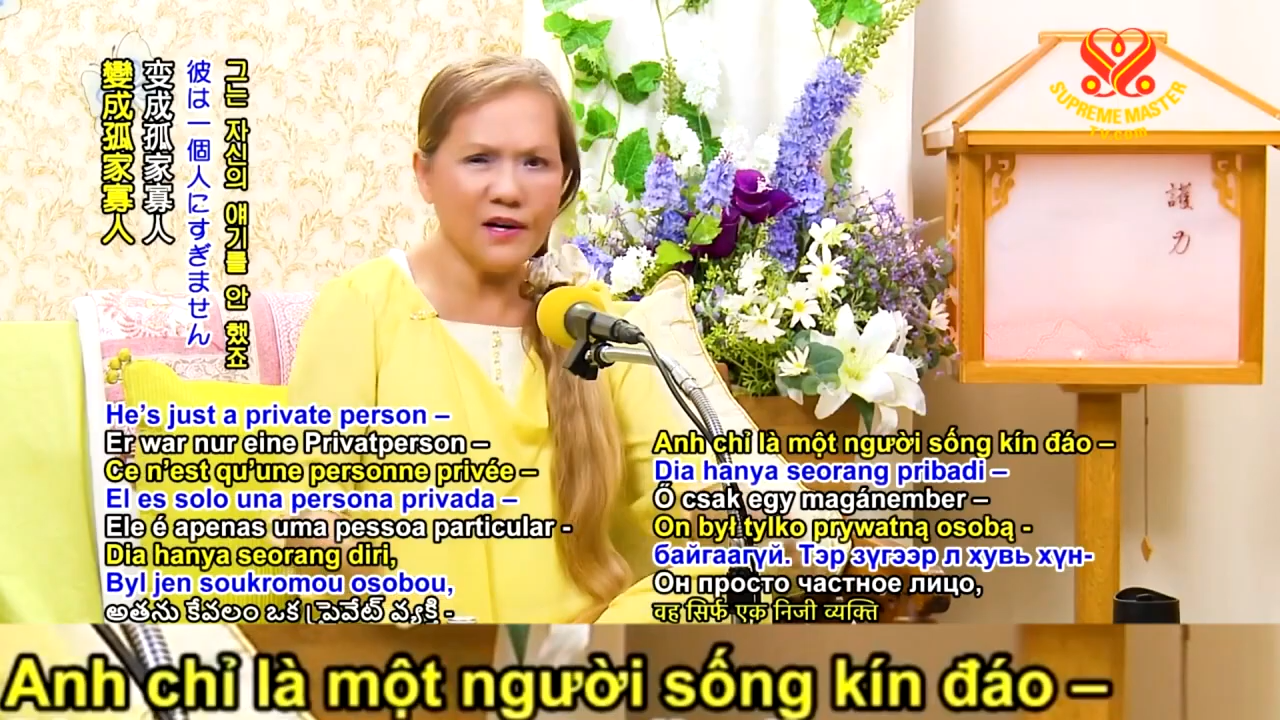 그는 자신의 얘기를 안 했죠
彼は一個人にすぎません
变成孤家寡人
變成孤家寡人
SUPREME MASTER
TV.com
護力
He's just a private person –
Er war nur eine Privatperson –
Ce n'est qu'une personne privée –
El es solo una persona privada –
Ele é apenas uma pessoa particular -
Dia hanya seorang diri,
Byl jen soukromou osobou,
అతను కేవలం ఒక ప్రైవేట్ వ్యక్తి -
Anh chỉ là một người sống kín đáo –
Dia hanya seorang pribadi –
Ő csak egy magánember –
On był tylko prywatną osobą -
байгаагүй. Тэр зүгээр л хувь хүн-
Он просто частное лицо,
वह सिर्फ एक निजी व्यक्ति
Anh chỉ là một người sống kín đáo –